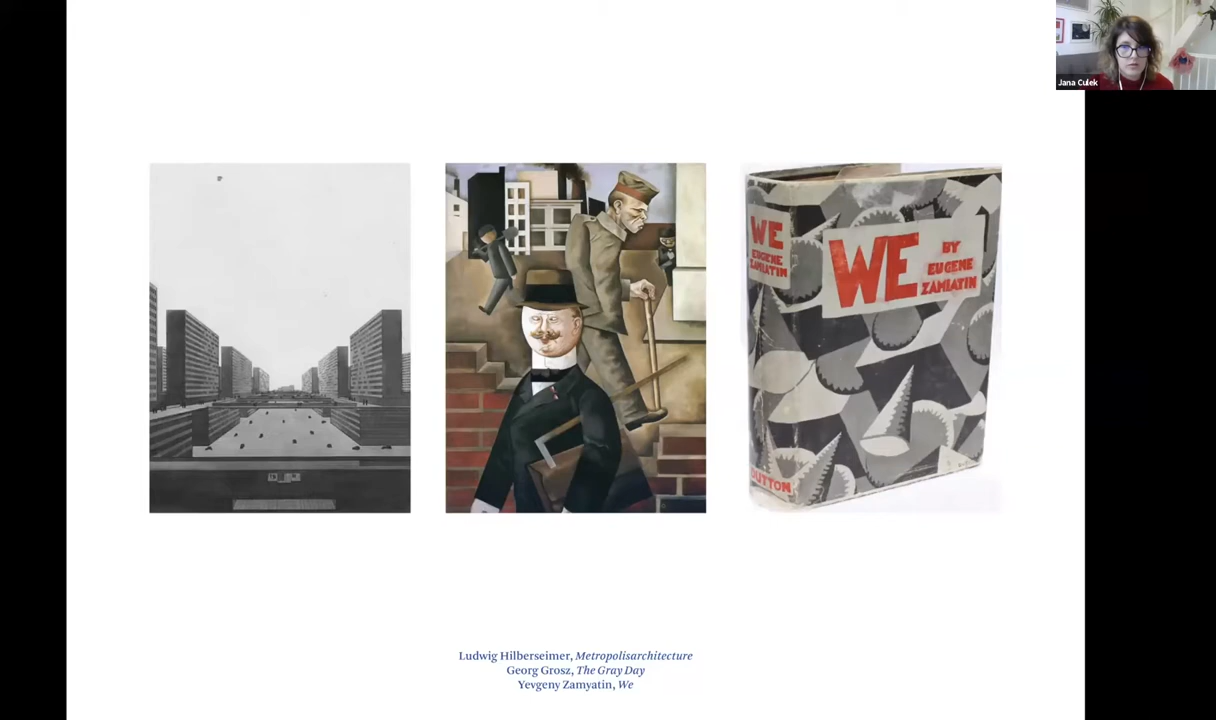 Jana Culek
WE
EUGENE
ZAMIATIN
DUTTON
WE
BY
EUGENE
ZAMIATIN
Ludwig Hilberseimer, Metropolisarchitecture
Georg Grosz, The Gray Day
Yevgeny Zamyatin, We